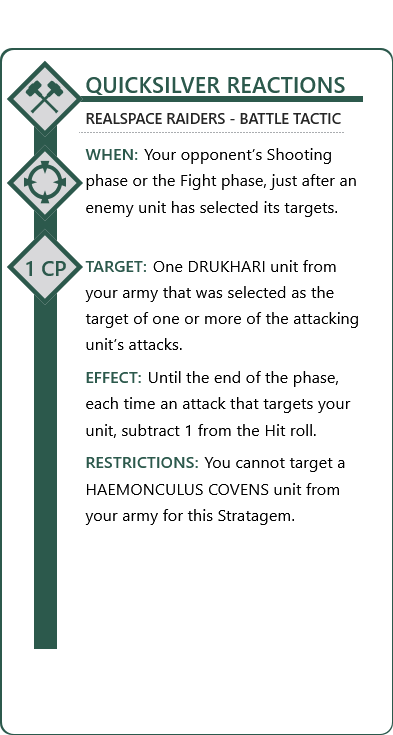 QUICKSILVER REACTIONS
REALSPACE RAIDERS - BATTLE TACTIC
WHEN: Your opponent’s Shooting
phase or the Fight phase, just after an
enemy unit has selected its targets.
1 CP
TARGET: One DRUKHARI unit from
your army that was selected as the
target of one or more of the attacking
unit’s attacks.
EFFECT: Until the end of the phase,
each time an attack that targets your
unit, subtract 1 from the Hit roll.
RESTRICTIONS: You cannot target a
HAEMONCULUS COVENS unit from
your army for this Stratagem.